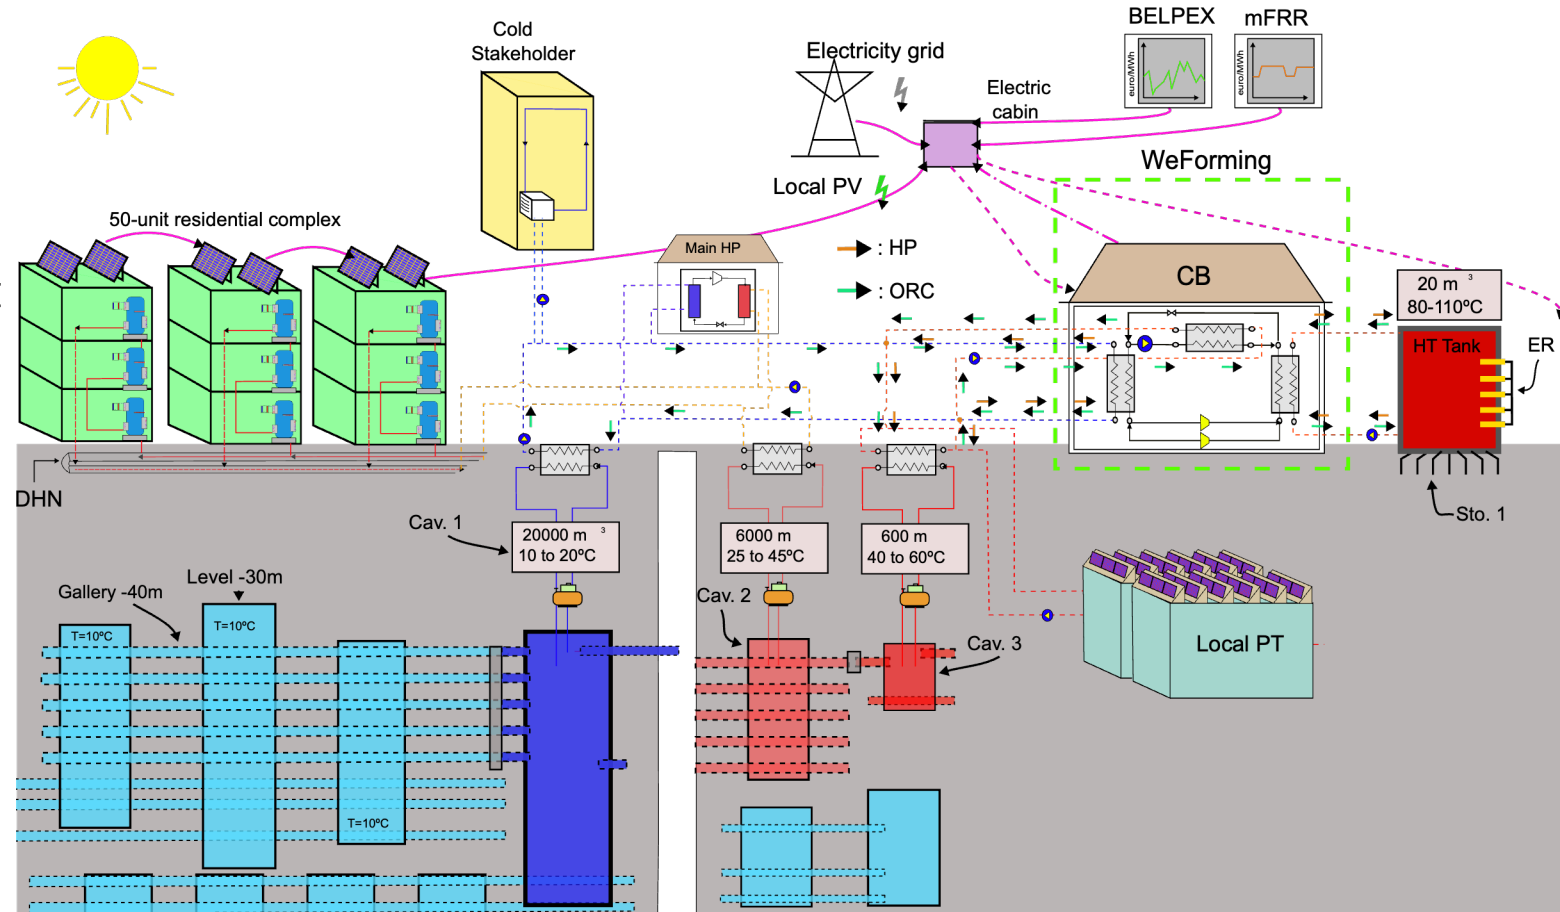 BELPEX
mFRR
Cold
Stakeholder
Electricity grid
euro/MWh
euro/MWh
Electric
cabin
WeForming
Local PV
50-unit residential complex
Main HP
: HP
CB
20 m 3
80-110ºC
: ORC
HT Tank
ER
DHN
Cav. 1
20000 m 3
10 to 20ºC
6000 m
25 to 45ºC
600 m
40 to 60ºC
Sto. 1
Level -30m
Gallery -40m
Cav. 2
T=10ºC
T=10ºC
Cav. 3
Local PT
T=10ºC